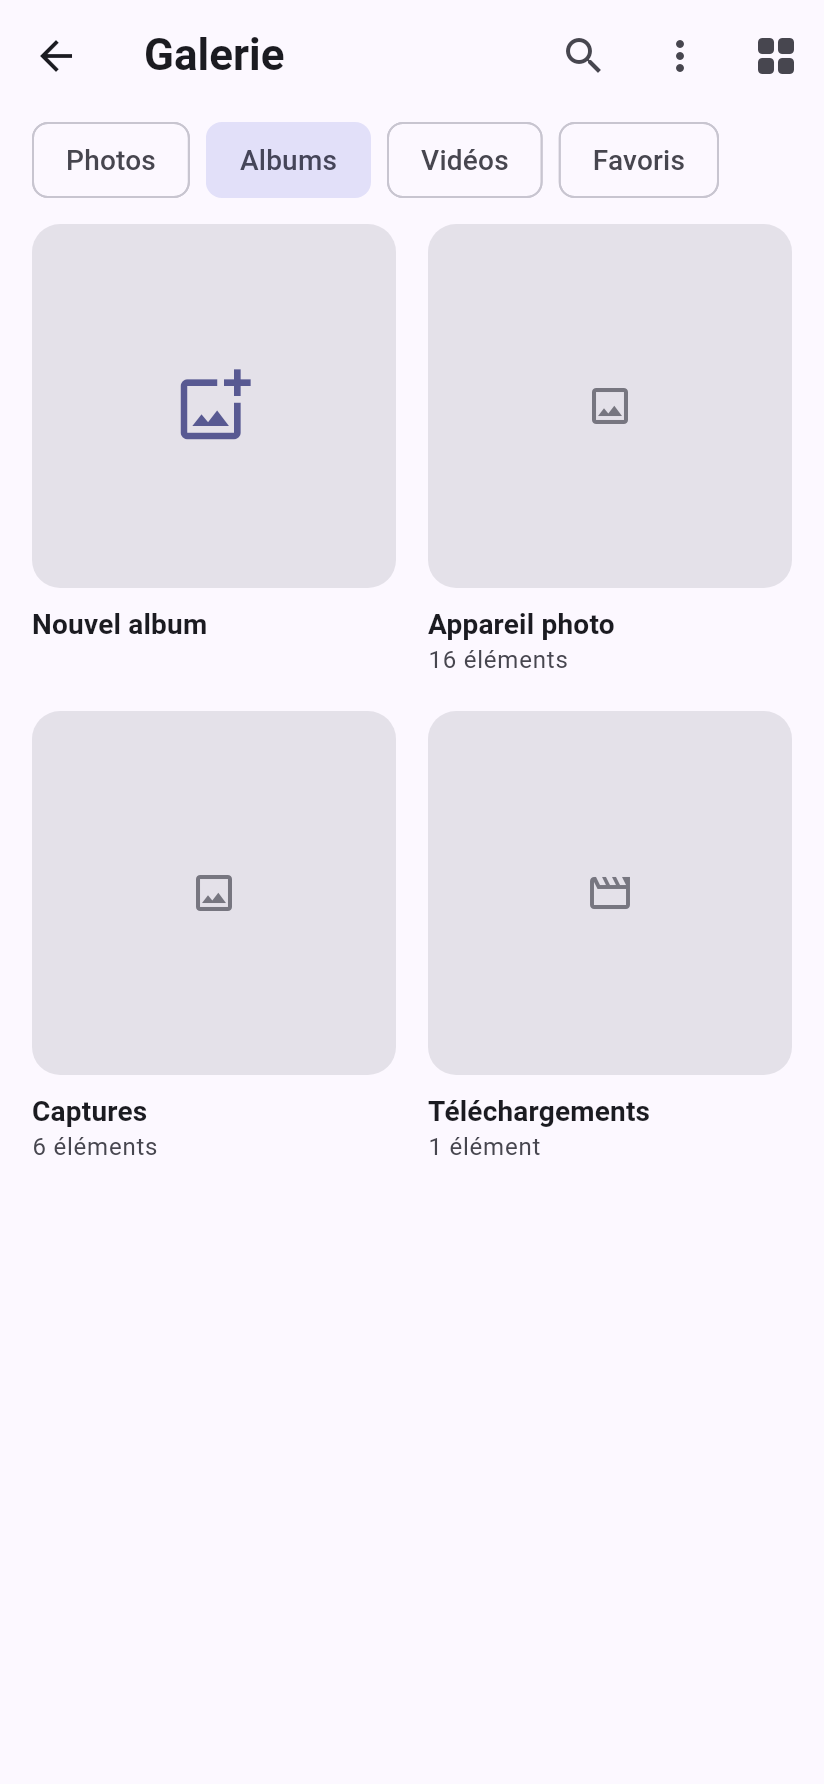 Galerie
Photos
Albums
Vidéos
Favoris
Nouvel album
Appareil photo
16 éléments
Captures
6 éléments
Téléchargements
1 élément